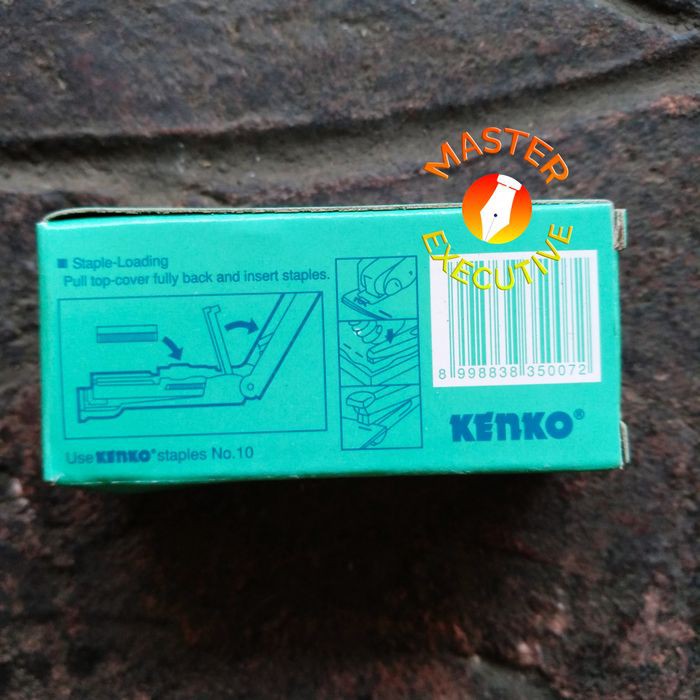 MASTER
EXECUTIVE
■ Staple-Loading
Pull top-cover fully back and insert staples.
8 998838 350072
KENKO®
Use KENKO® staples No.10